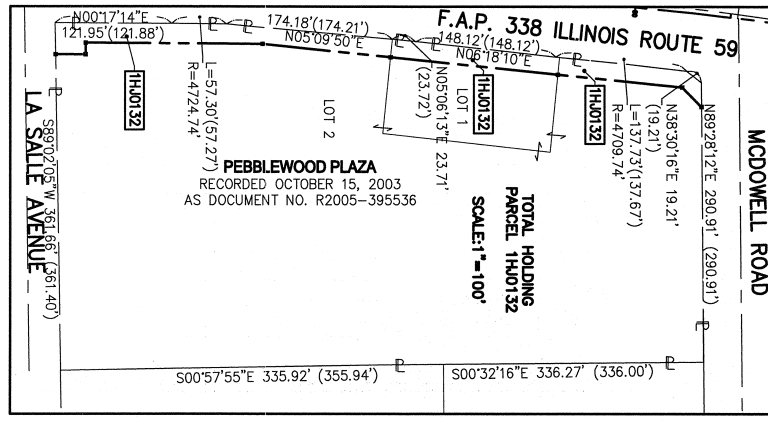 F.A.P. 338 ILLINOIS ROUTE 59
N00°17'14"E
121.95'(121.88')
174.18'(174.21')
N05°09'50"E
148.12'(148.12')
N06°18'10"E
1HJ0132
L=57.30'(57.27')
R=4724.74'
LOT 2
N05°06'13"E 23.71'
(23.72')
LOT 1
1HJ0132
1HJ0132
L=137.73'(137.67')
R=4709.74'
N38°30'16"E 19.21'
(19.21')
N89°28'12"E 290.91' (290.91')
MCDOWELL ROAD
LA SALLE AVENUE
S89°02'05"W 361.66' (361.40')
PEBBLEWOOD PLAZA
RECORDED OCTOBER 15, 2003
AS DOCUMENT NO. R2005-395536
TOTAL HOLDING
PARCEL 1HJ0132
SCALE:1"=100'
S00°57'55"E 335.92' (355.94')
S00°32'16"E 336.27' (336.00')